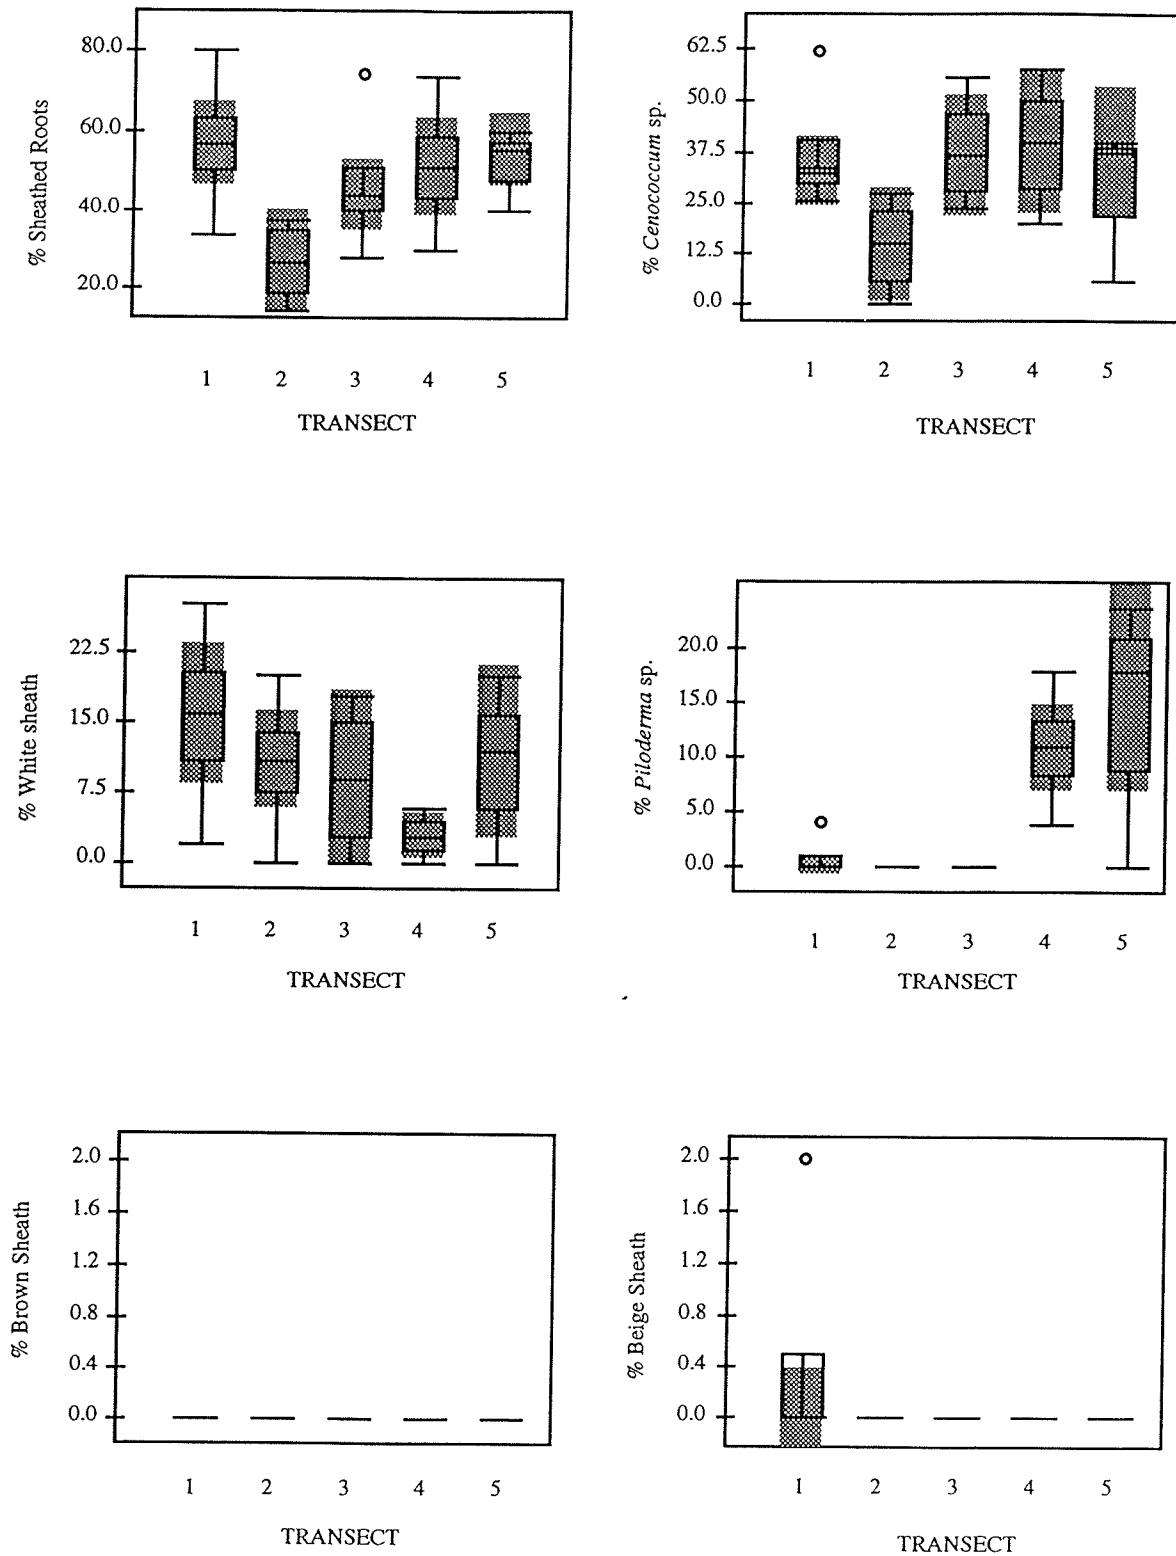 % Sheathed Roots
80.0
60.0
40.0
20.0
1 2 3 4 5
TRANSECT
% Cenococcum sp.
62.5
50.0
37.5
25.0
12.5
0.0
1 2 3 4 5
TRANSECT
% White sheath
22.5
15.0
7.5
0.0
1 2 3 4 5
TRANSECT
% Piloderma sp.
20.0
15.0
10.0
5.0
0.0
1 2 3 4 5
TRANSECT
% Brown Sheath
2.0
1.6
1.2
0.8
0.4
0.0
1 2 3 4 5
TRANSECT
% Beige Sheath
2.0
1.6
1.2
0.8
0.4
0.0
1 2 3 4 5
TRANSECT